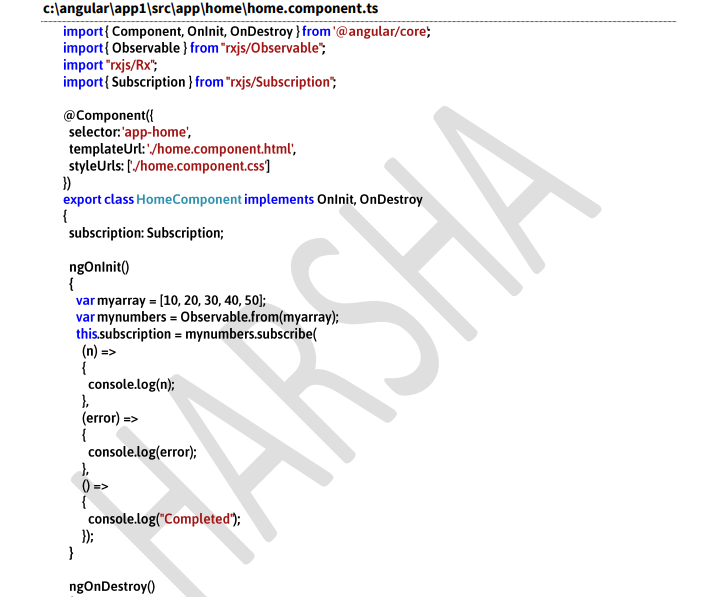 c:\angular\app1\src\app\home\home.component.ts
import { Component, OnInit, OnDestroy } from '@angular/core';
import { Observable } from "rxjs/Observable";
import "rxjs/Rx";
import { Subscription } from "rxjs/Subscription";
@Component({
selector: 'app-home',
templateUrl: './home.component.html',
styleUrls: ['./home.component.css']
})
export class HomeComponent implements OnInit, OnDestroy
{
subscription: Subscription;
ngOnInit()
{
var myarray = [10, 20, 30, 40, 50];
var mynumbers = Observable.from(myarray);
this.subscription = mynumbers.subscribe(
(n) =>
{
console.log(n);
},
(error) =>
{
console.log(error);
},
() =>
{
console.log("Completed");
});
}
ngOnDestroy()
HARSHA